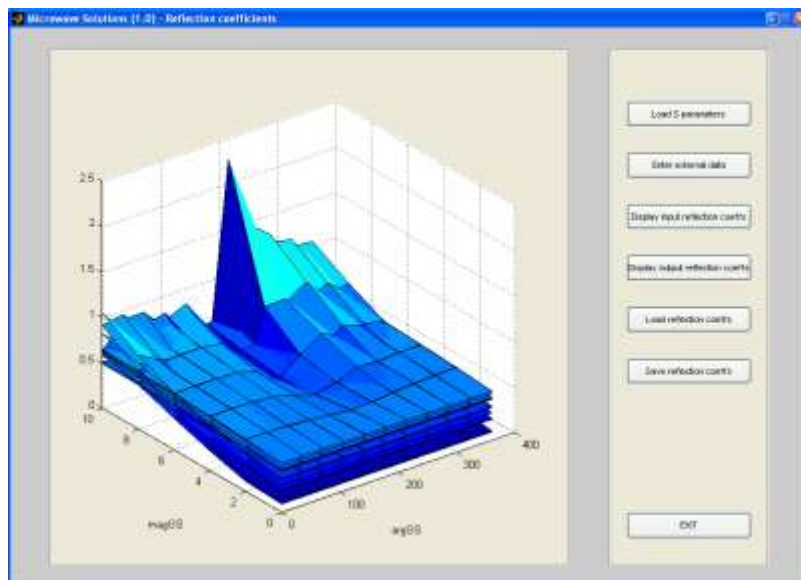 Microwave Solutions (1.0) - Reflection coefficients
2.5
2
1.5
1
0.5
0
10
8
6
4
2
0
0
100
200
300
400
magBB
argBB
Load S parameters
Enter external data
Display input reflection coeffs
Display output reflection coeffs
Load reflection coeffs
Save reflection coeffs
EXIT